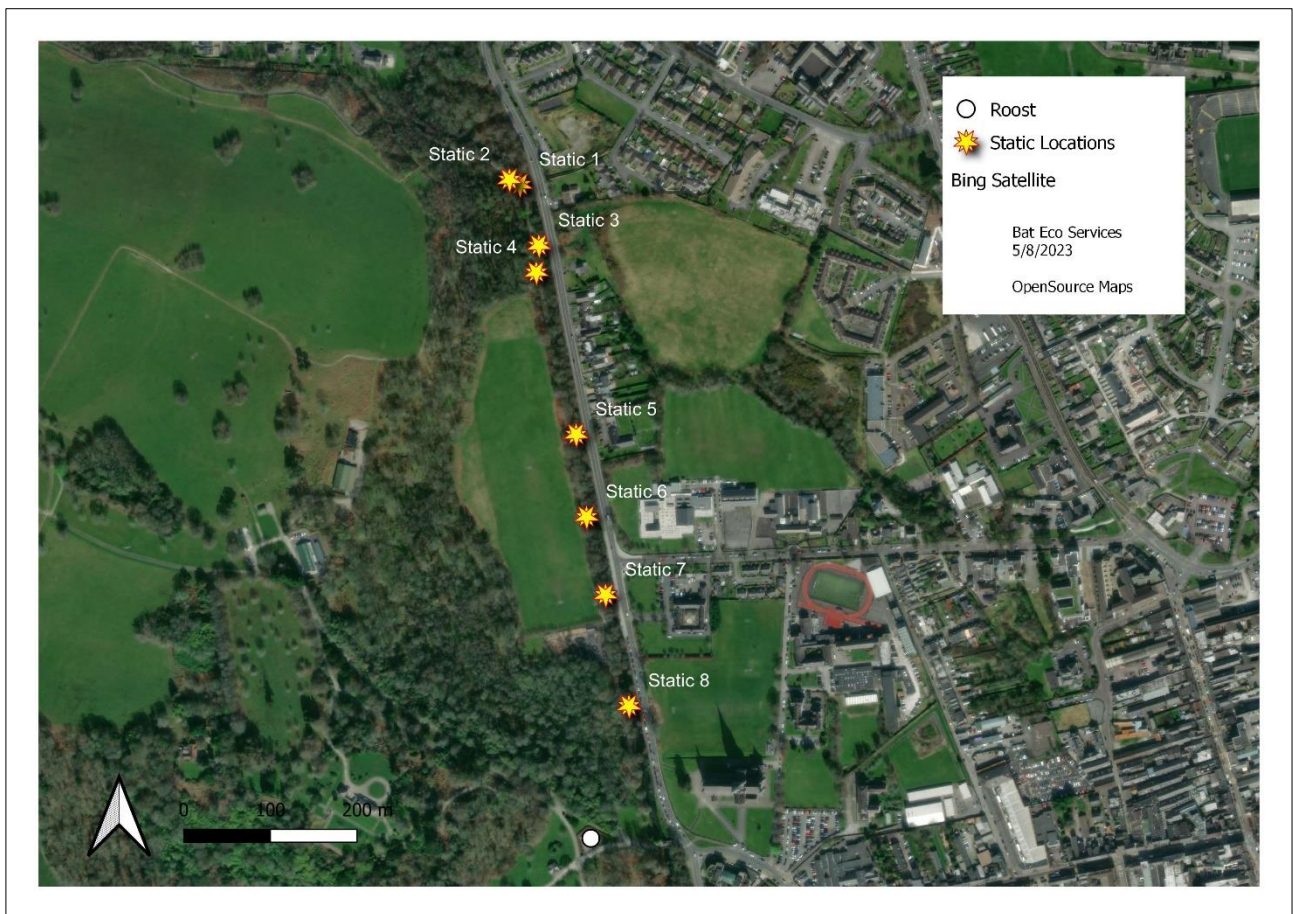 Roost
Static Locations
Bing Satellite
Bat Eco Services
5/8/2023
OpenSource Maps
Static 2
Static 1
Static 3
Static 4
Static 5
Static 6
Static 7
Static 8
0 100 200 m